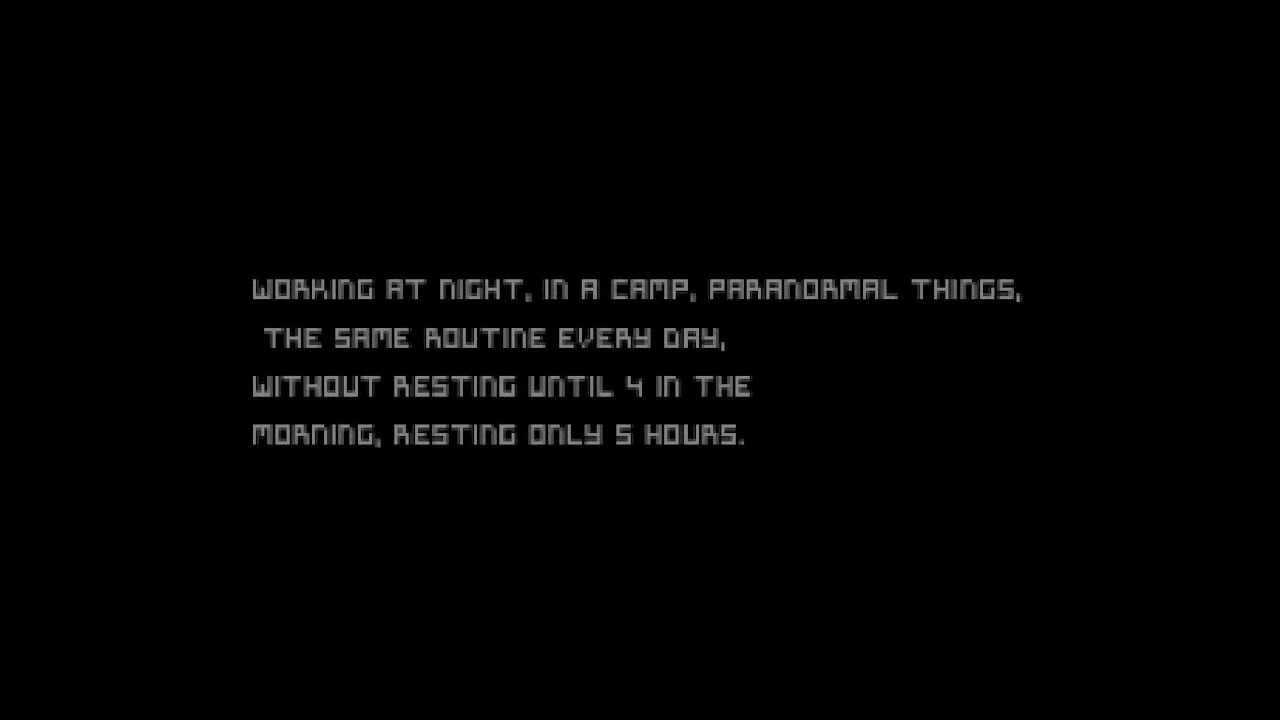 WORKING AT NIGHT, IN A CAMP, PARANORMAL THINGS,
THE SAME ROUTINE EVERY DAY,
WITHOUT RESTING UNTIL 4 IN THE
MORNING, RESTING ONLY 5 HOURS.